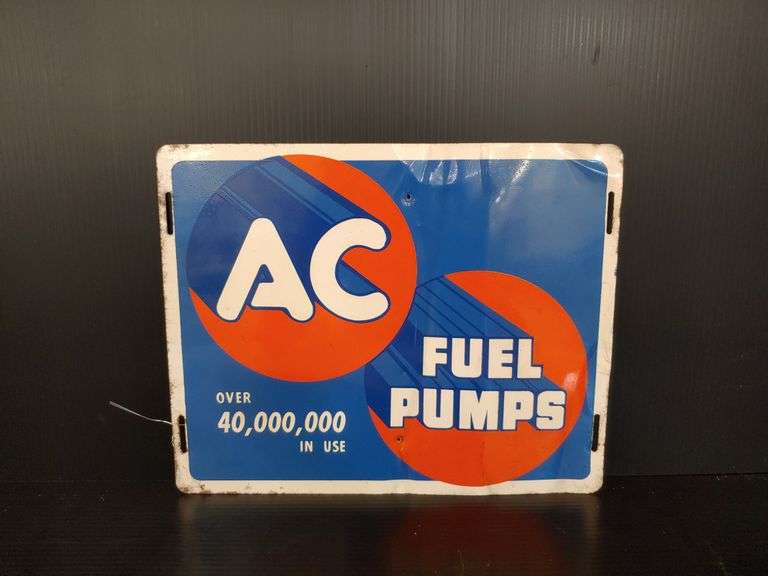 AC
FUEL
PUMPS
OVER
40,000,000
IN USE